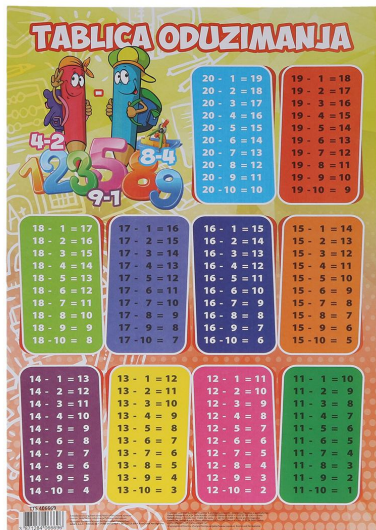 TABLICA ODUZIMANJA
-
4-2
8-4
1235689
9-1
20 - 1 = 19
20 - 2 = 18
20 - 3 = 17
20 - 4 = 16
20 - 5 = 15
20 - 6 = 14
20 - 7 = 13
20 - 8 = 12
20 - 9 = 11
20 - 10 = 10
19 - 1 = 18
19 - 2 = 17
19 - 3 = 16
19 - 4 = 15
19 - 5 = 14
19 - 6 = 13
19 - 7 = 12
19 - 8 = 11
19 - 9 = 10
19 - 10 = 9
18 - 1 = 17
18 - 2 = 16
18 - 3 = 15
18 - 4 = 14
18 - 5 = 13
18 - 6 = 12
18 - 7 = 11
18 - 8 = 10
18 - 9 = 9
18 - 10 = 8
17 - 1 = 16
17 - 2 = 15
17 - 3 = 14
17 - 4 = 13
17 - 5 = 12
17 - 6 = 11
17 - 7 = 10
17 - 8 = 9
17 - 9 = 8
17 - 10 = 7
16 - 1 = 15
16 - 2 = 14
16 - 3 = 13
16 - 4 = 12
16 - 5 = 11
16 - 6 = 10
16 - 7 = 9
16 - 8 = 8
16 - 9 = 7
16 - 10 = 6
15 - 1 = 14
15 - 2 = 13
15 - 3 = 12
15 - 4 = 11
15 - 5 = 10
15 - 6 = 9
15 - 7 = 8
15 - 8 = 7
15 - 9 = 6
15 - 10 = 5
14 - 1 = 13
14 - 2 = 12
14 - 3 = 11
14 - 4 = 10
14 - 5 = 9
14 - 6 = 8
14 - 7 = 7
14 - 8 = 6
14 - 9 = 5
14 - 10 = 4
13 - 1 = 12
13 - 2 = 11
13 - 3 = 10
13 - 4 = 9
13 - 5 = 8
13 - 6 = 7
13 - 7 = 6
13 - 8 = 5
13 - 9 = 4
13 - 10 = 3
12 - 1 = 11
12 - 2 = 10
12 - 3 = 9
12 - 4 = 8
12 - 5 = 7
12 - 6 = 6
12 - 7 = 5
12 - 8 = 4
12 - 9 = 3
12 - 10 = 2
11 - 1 = 10
11 - 2 = 9
11 - 3 = 8
11 - 4 = 7
11 - 5 = 6
11 - 6 = 5
11 - 7 = 4
11 - 8 = 3
11 - 9 = 2
11 - 10 = 1